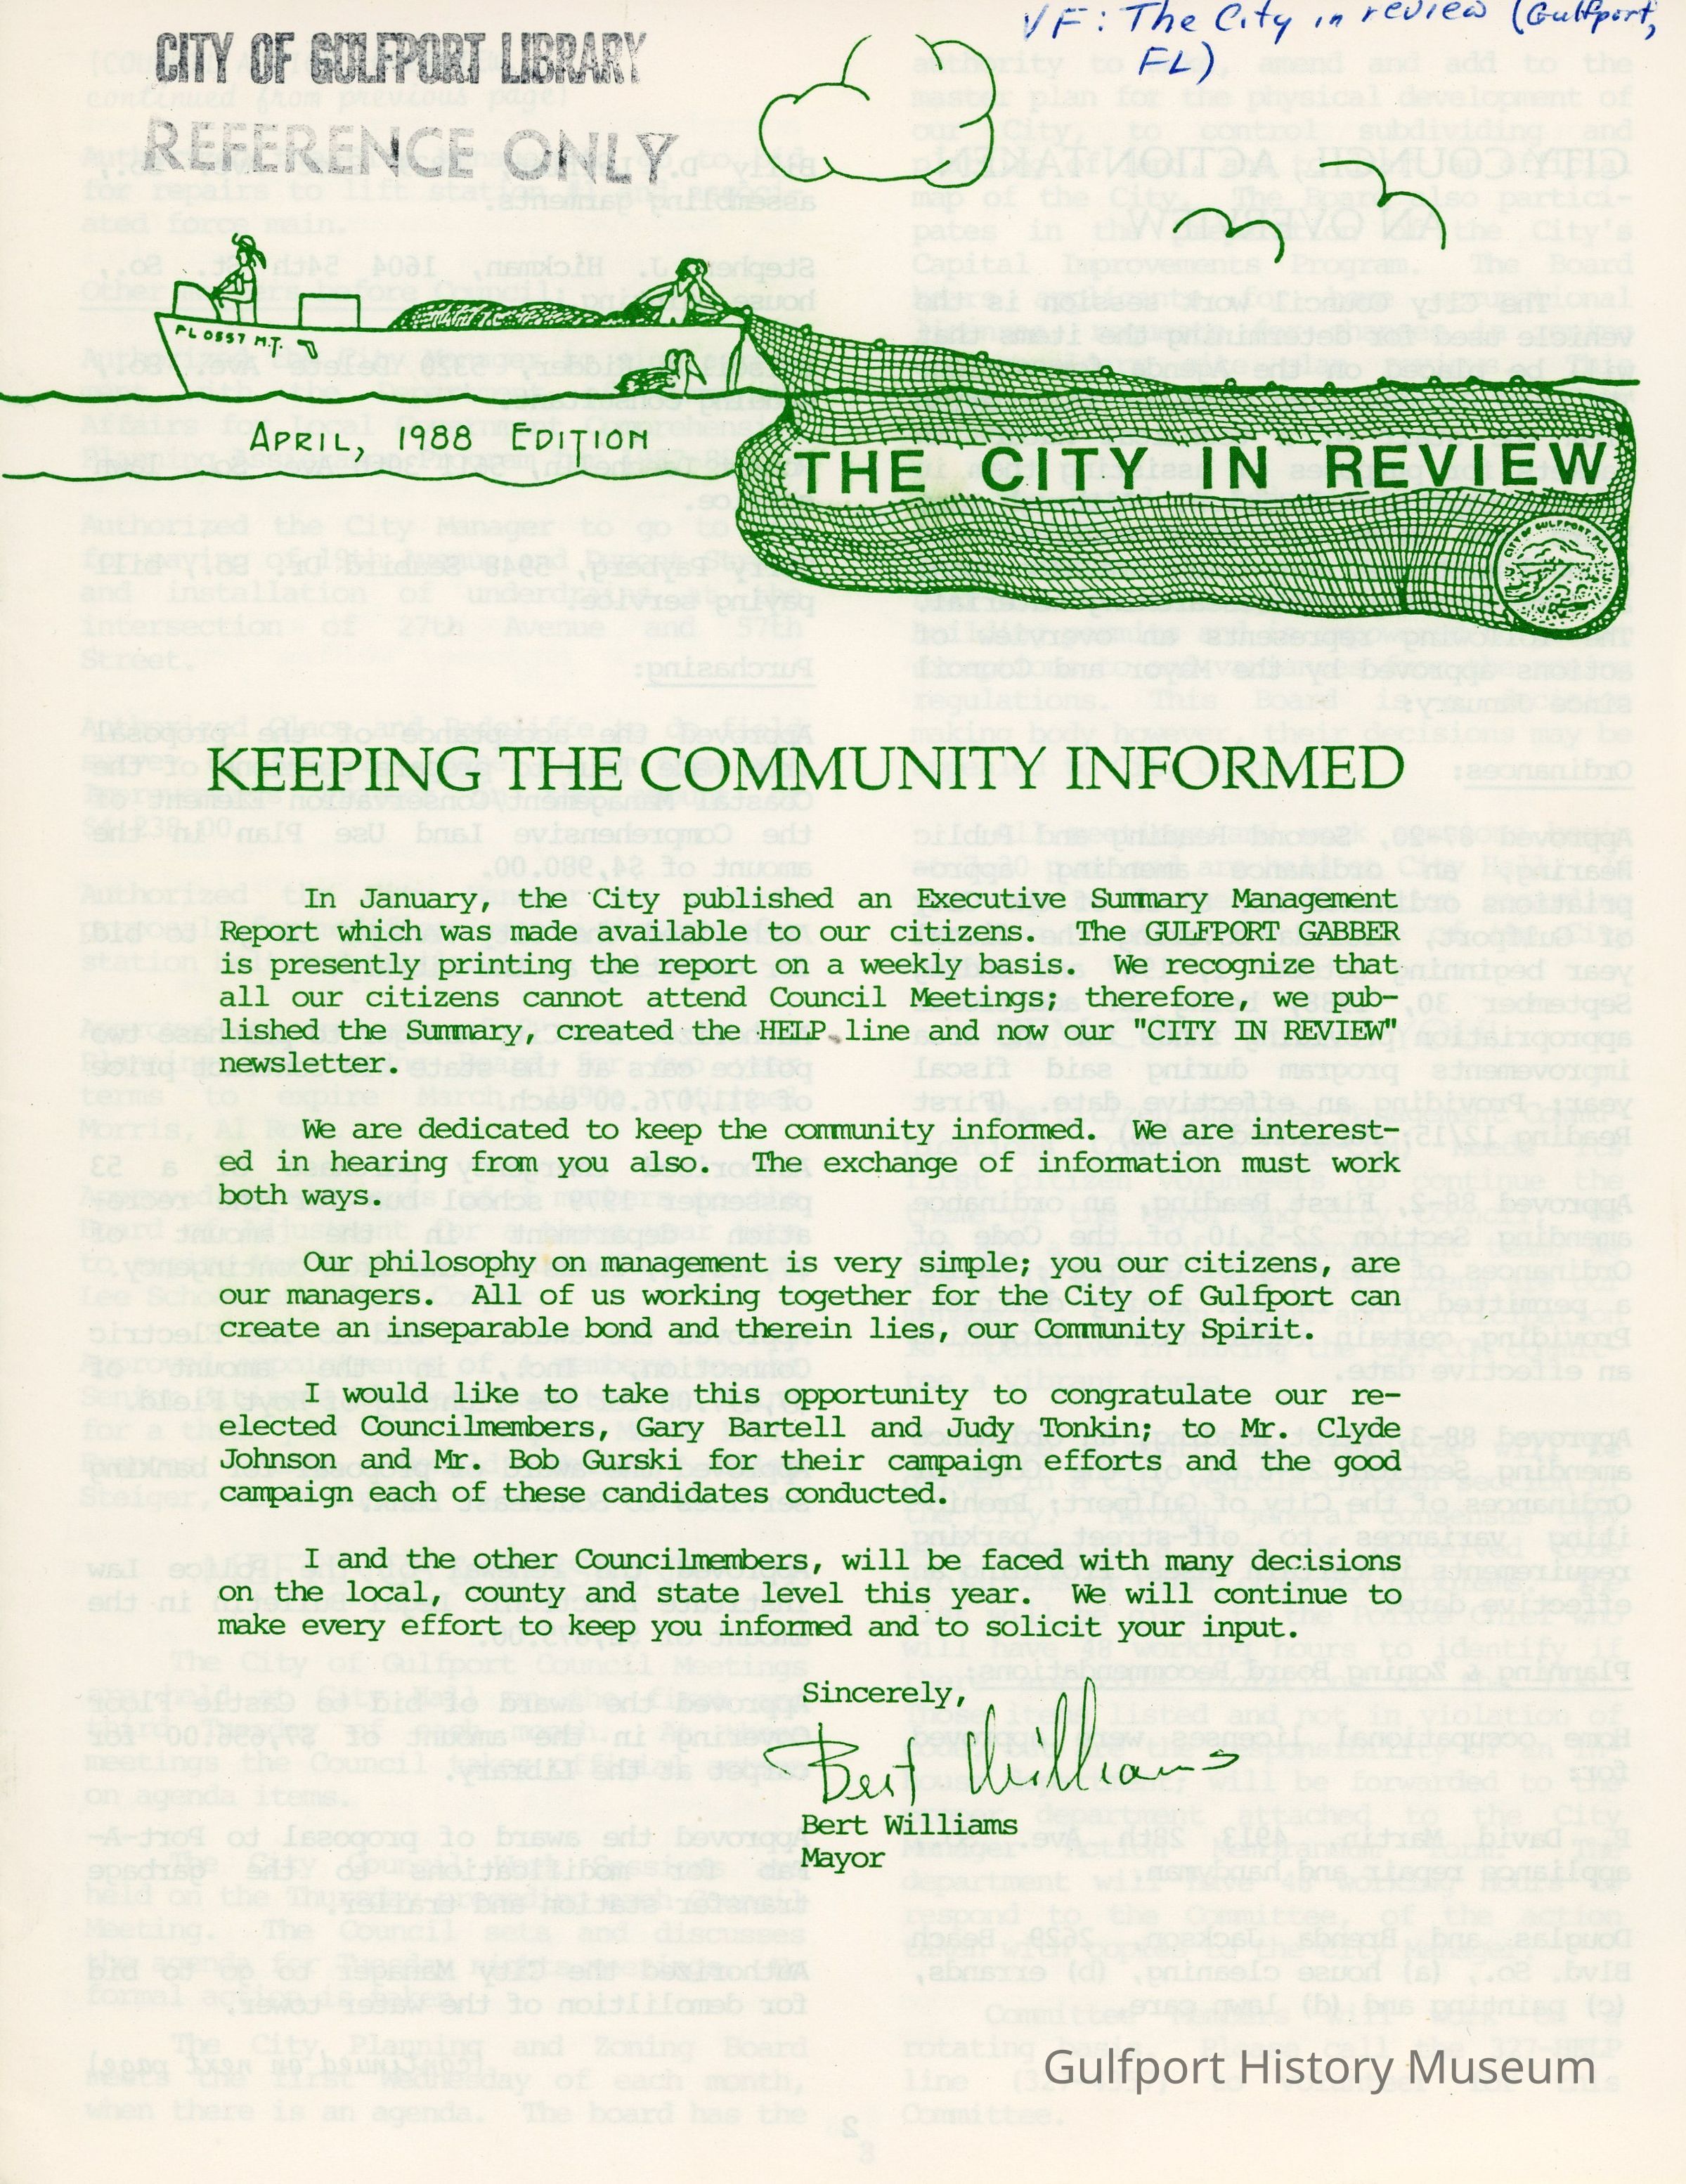 VF: The City in review (Gulfport,
FL)
CITY OF GULFPORT LIBRARY
REFERENCE ONLY
FLOSSY M.T.
APRIL, 1988 EDITION
THE CITY IN REVIEW
CITY OF GULFPORT, FLA.
KEEPING THE COMMUNITY INFORMED
In January, the City published an Executive Summary Management
Report which was made available to our citizens. The GULFPORT GABBER
is presently printing the report on a weekly basis. We recognize that
all our citizens cannot attend Council Meetings; therefore, we pub-
lished the Summary, created the HELP line and now our "CITY IN REVIEW"
newsletter.
We are dedicated to keep the community informed. We are interest-
ed in hearing from you also. The exchange of information must work
both ways.
Our philosophy on management is very simple; you our citizens, are
our managers. All of us working together for the City of Gulfport can
create an inseparable bond and therein lies, our Community Spirit.
I would like to take this opportunity to congratulate our re-
elected Councilmembers, Gary Bartell and Judy Tonkin; to Mr. Clyde
Johnson and Mr. Bob Gurski for their campaign efforts and the good
campaign each of these candidates conducted.
I and the other Councilmembers, will be faced with many decisions
on the local, county and state level this year. We will continue to
make every effort to keep you informed and to solicit your input.
Sincerely,
Bert Williams
Bert Williams
Mayor
Gulfport History Museum